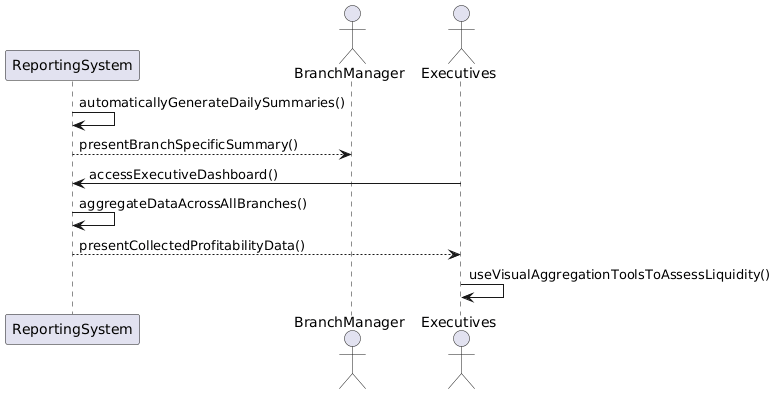 ReportingSystem
BranchManager
Executives
automaticallyGenerateDailySummaries()
presentBranchSpecificSummary()
accessExecutiveDashboard()
aggregateDataAcrossAllBranches()
presentCollectedProfitabilityData()
useVisualAggregationToolsToAssessLiquidity()
ReportingSystem
BranchManager
Executives